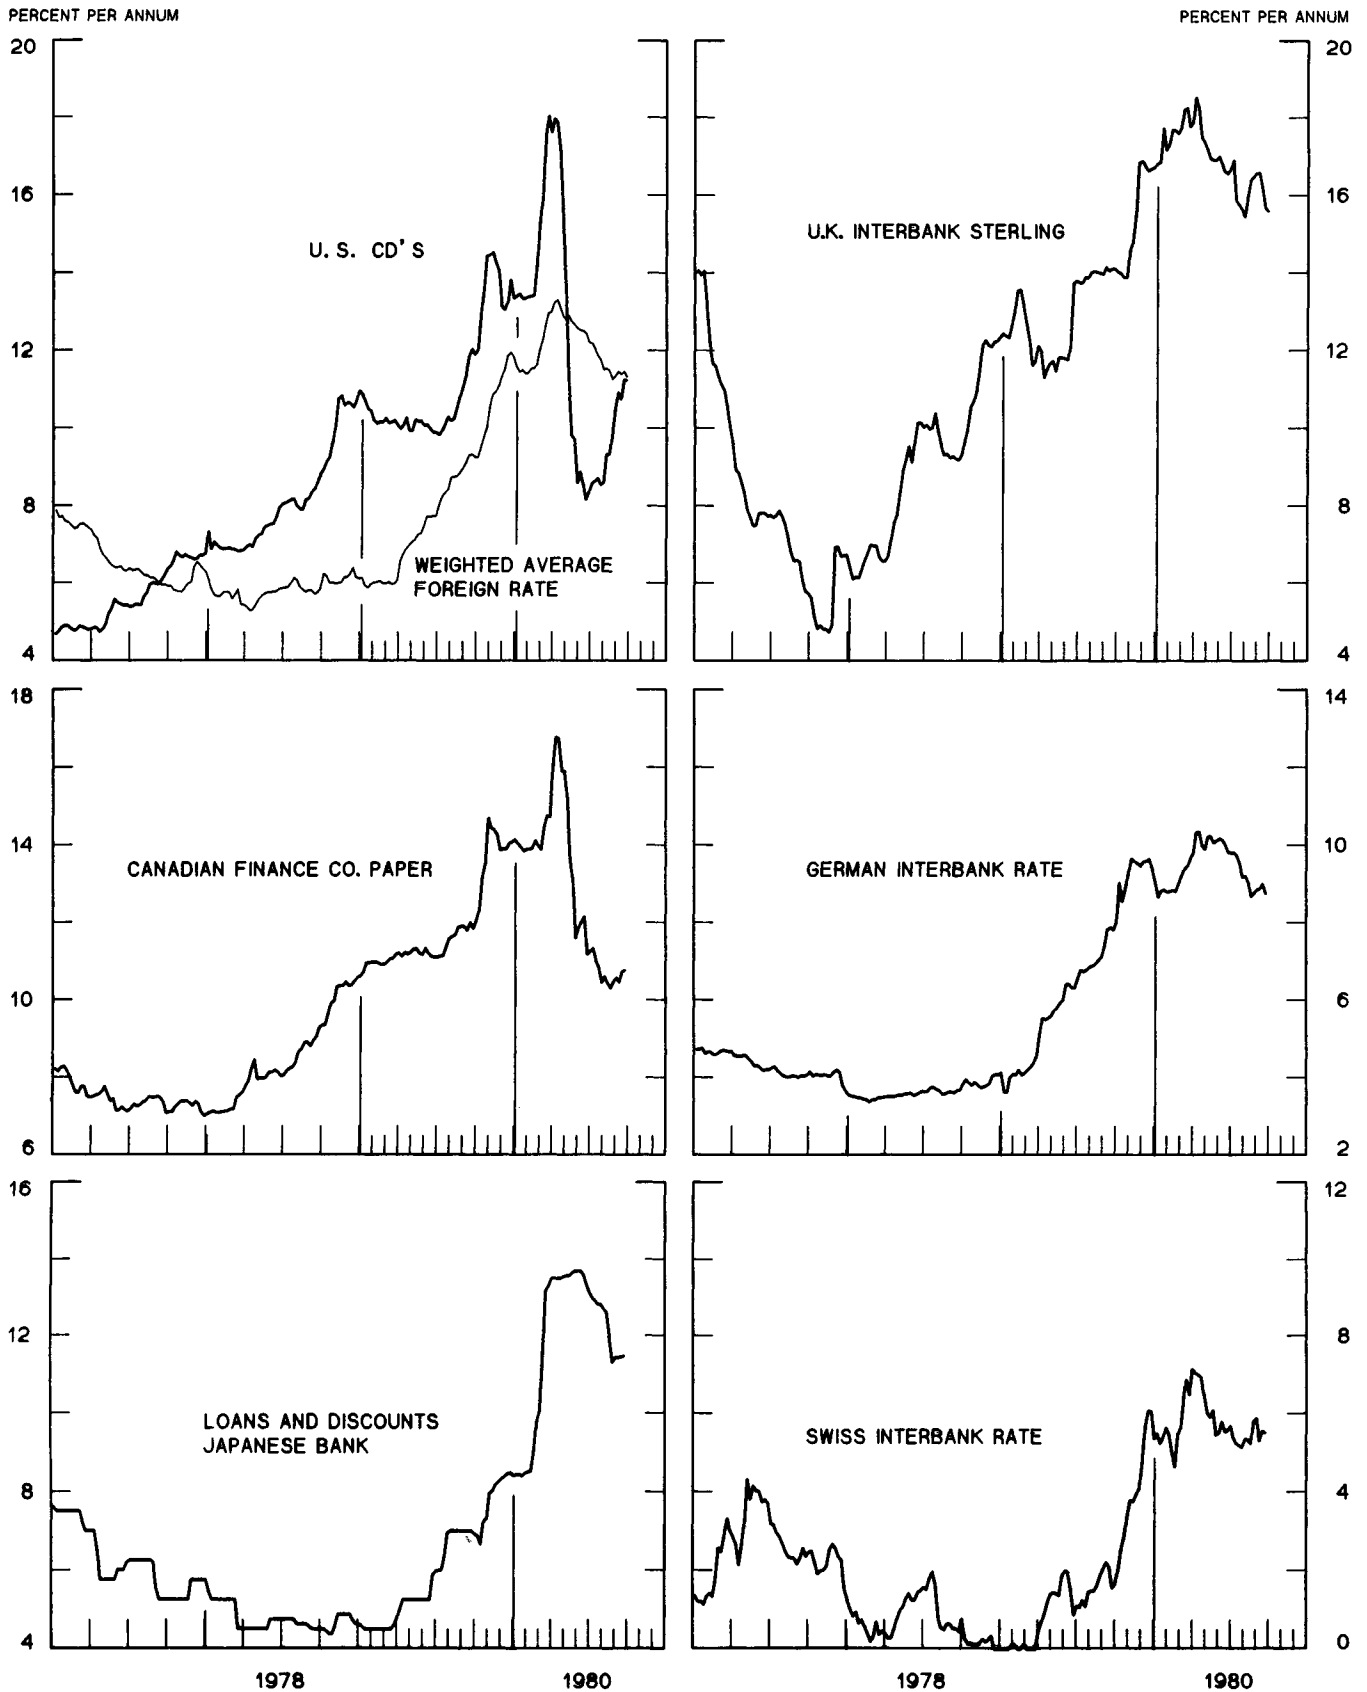 PERCENT PER ANNUM
PERCENT PER ANNUM
20
16
12
8
4
U. S. CD'S
WEIGHTED AVERAGE
FOREIGN RATE
20
16
12
8
4
U.K. INTERBANK STERLING
18
14
10
6
CANADIAN FINANCE CO. PAPER
14
10
6
2
GERMAN INTERBANK RATE
16
12
8
4
LOANS AND DISCOUNTS
JAPANESE BANK
12
8
4
0
SWISS INTERBANK RATE
1978
1980
1978
1980